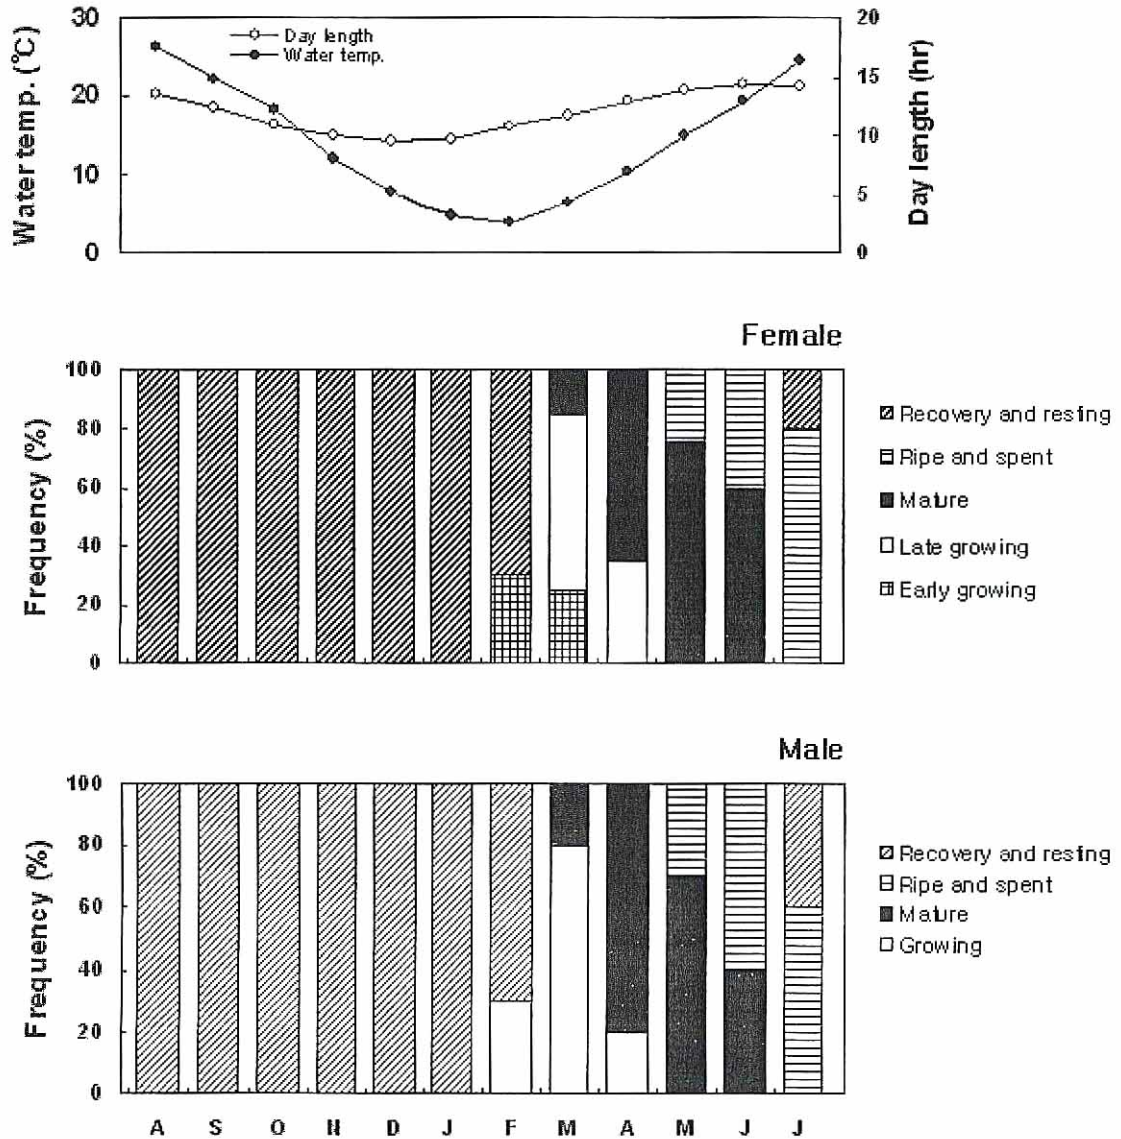 30
20
10
0
Water temp. (°C)
Day length
Water temp.
20
15
10
5
0
Day length (hr)
Female
100
80
60
40
20
0
Frequency (%)
Recovery and resting
Ripe and spent
Mature
Late growing
Early growing
Male
100
80
60
40
20
0
Frequency (%)
Recovery and resting
Ripe and spent
Mature
Growing
A S O N D J F M A M J J